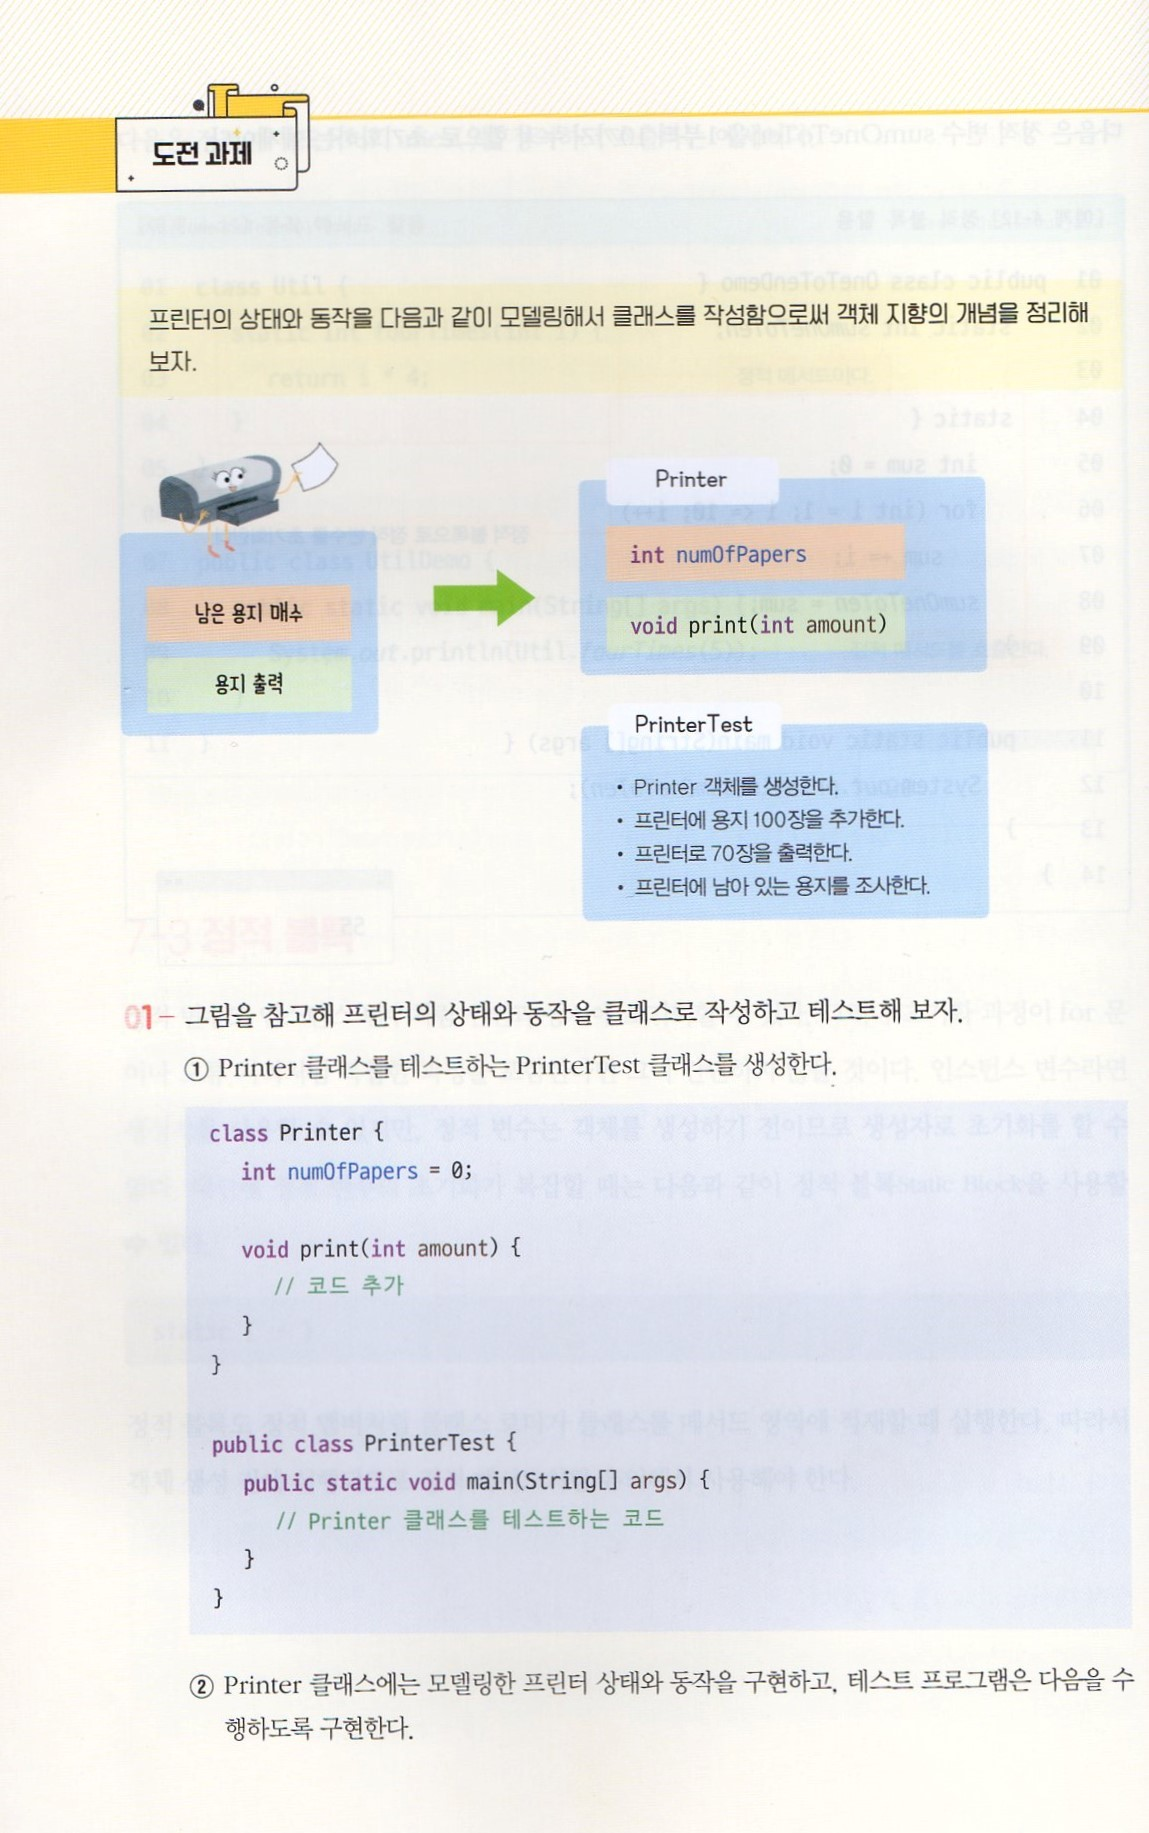 도전 과제
프린터의 상태와 동작을 다음과 같이 모델링해서 클래스를 작성함으로써 객체 지향의 개념을 정리해
보자.
남은 용지 매수
용지 출력
Printer
int numOfPapers
void print(int amount)
PrinterTest
• Printer 객체를 생성한다.
• 프린터에 용지 100장을 추가한다.
• 프린터로 70장을 출력한다.
• 프린터에 남아 있는 용지를 조사한다.
01 – 그림을 참고해 프린터의 상태와 동작을 클래스로 작성하고 테스트해 보자.
① Printer 클래스를 테스트하는 PrinterTest 클래스를 생성한다.
class Printer {
int numOfPapers = 0;
void print(int amount) {
// 코드 추가
}
}
public class PrinterTest {
public static void main(String[] args) {
// Printer 클래스를 테스트하는 코드
}
}
② Printer 클래스에는 모델링한 프린터 상태와 동작을 구현하고, 테스트 프로그램은 다음을 수
행하도록 구현한다.